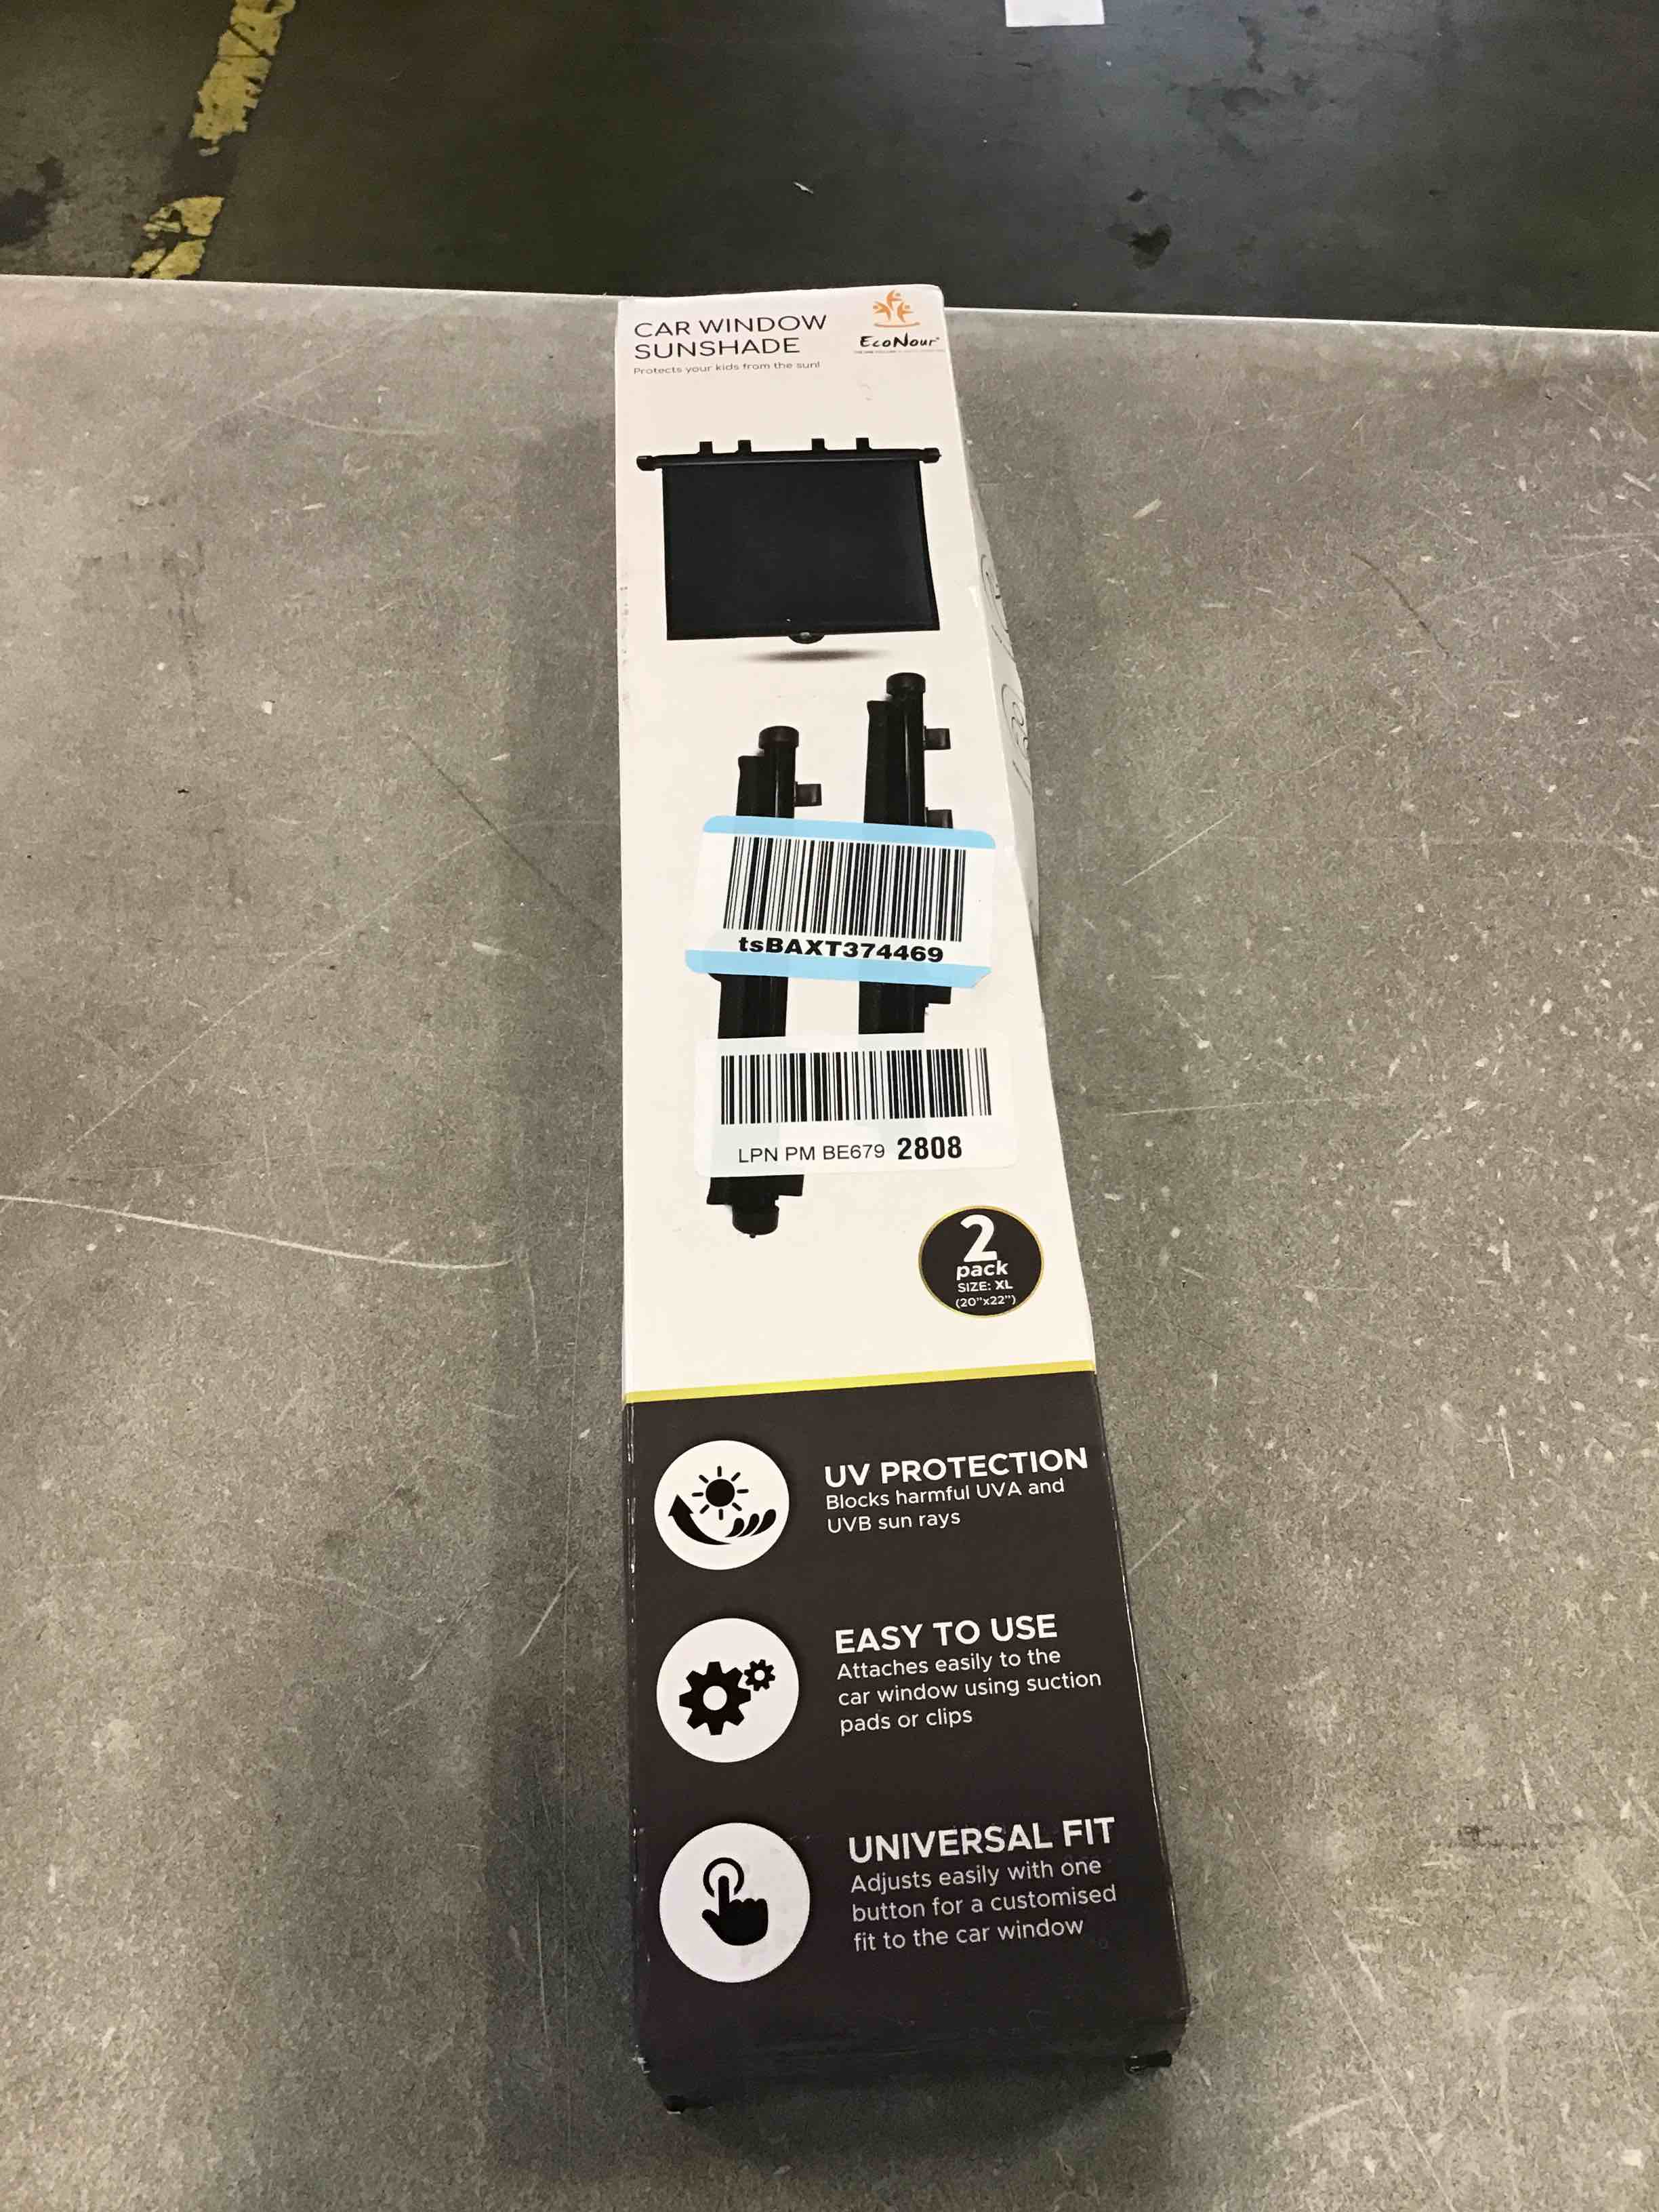 CAR WINDOW
SUNSHADE
Protects your kids from the sun!
EcoNour
tsBAXT374469
LPN PM BE679 2808
2
pack
SIZE: XL
(20"x22")
UV PROTECTION
Blocks harmful UVA and
UVB sun rays
EASY TO USE
Attaches easily to the
car window using suction
pads or clips
UNIVERSAL FIT
Adjusts easily with one
button for a customised
fit to the car window